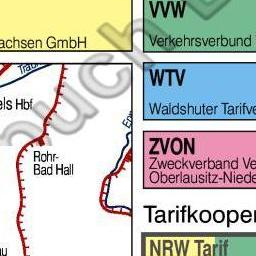 VVW
Verkehrsverbund
achsen GmbH
WTV
Waldshuter Tarifve
els Hbf
ZVON
Zweckverband Ve
Oberlausitz-Niede
Rohr-
Bad Hall
Tarifkooper
NRW Tarif